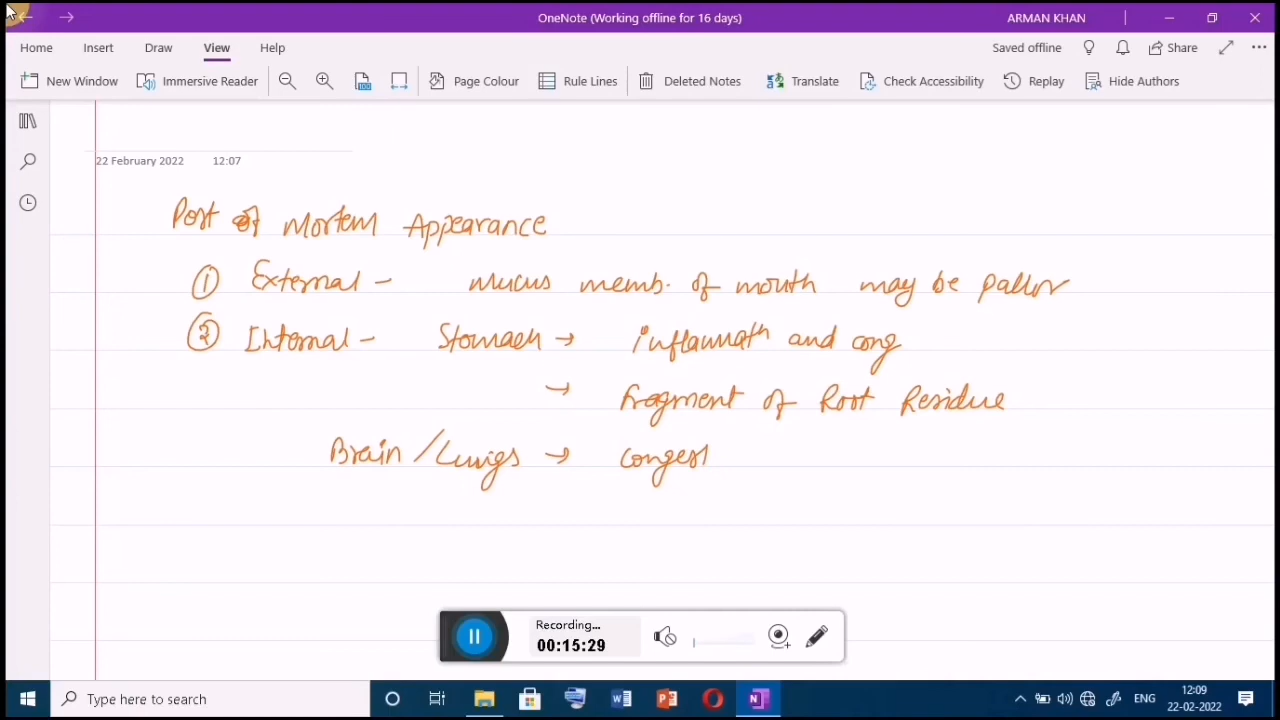 OneNote (Working offline for 16 days)
ARMAN KHAN
Home Insert Draw View Help
Saved offline Share
New Window Immersive Reader Page Colour Rule Lines Deleted Notes Translate Check Accessibility Replay Hide Authors
22 February 2022 12:07
Post of Mortem Appearance
① External - Mucus memb. of mouth may be pallor
② Internal - Stomach → inflammath and cong
→ fragment of Root Residue
Brain / Lungs → congest
Recording...
00:15:29
Type here to search
ENG
12:09
22-02-2022